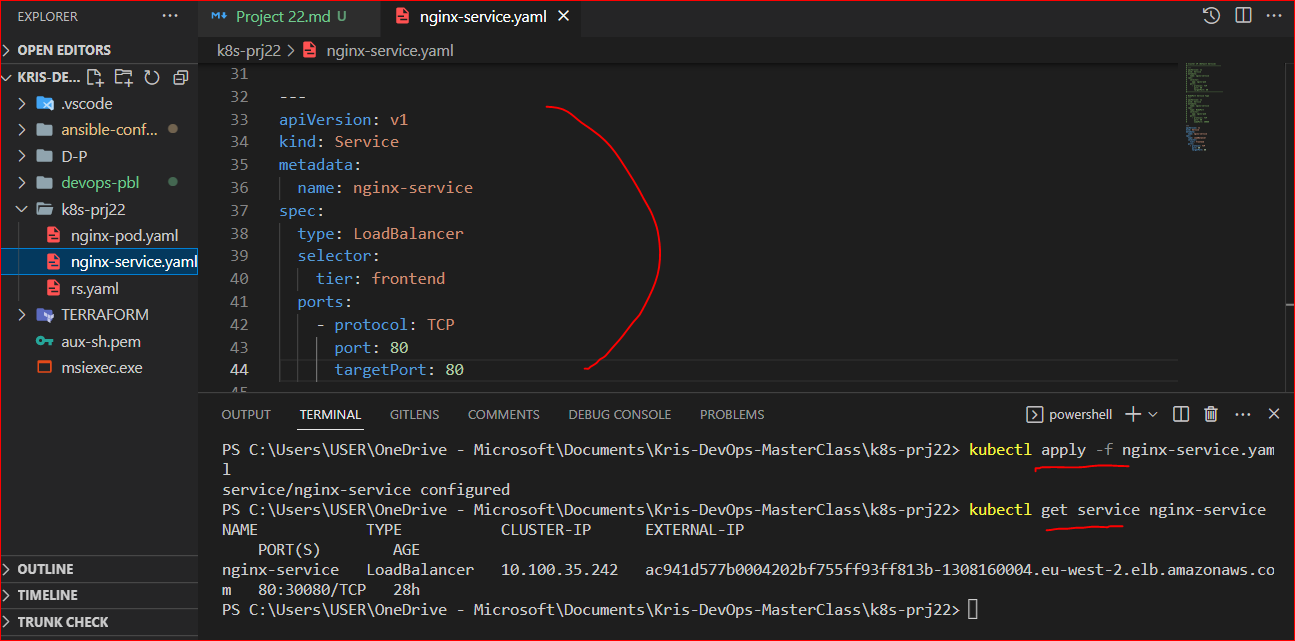 EXPLORER ···
OPEN EDITORS
KRIS-DE...
.vscode
ansible-conf...
D-P
devops-pbl
k8s-prj22
nginx-pod.yaml
nginx-service.yaml
rs.yaml
TERRAFORM
aux-sh.pem
msiexec.exe
OUTLINE
TIMELINE
TRUNK CHECK
Project 22.md U
nginx-service.yaml
k8s-prj22 > nginx-service.yaml
31
32 ---
33 apiVersion: v1
34 kind: Service
35 metadata:
36 name: nginx-service
37 spec:
38 type: LoadBalancer
39 selector:
40 tier: frontend
41 ports:
42 - protocol: TCP
43 port: 80
44 targetPort: 80
45
OUTPUT TERMINAL GITLENS COMMENTS DEBUG CONSOLE PROBLEMS powershell
PS C:\Users\USER\OneDrive - Microsoft\Documents\Kris-DevOps-MasterClass\k8s-prj22> kubectl apply -f nginx-service.yam
l
service/nginx-service configured
PS C:\Users\USER\OneDrive - Microsoft\Documents\Kris-DevOps-MasterClass\k8s-prj22> kubectl get service nginx-service
NAME TYPE CLUSTER-IP EXTERNAL-IP
PORT(S) AGE
nginx-service LoadBalancer 10.100.35.242 ac941d577b0004202bf755ff93ff813b-1308160004.eu-west-2.elb.amazonaws.co
m 80:30080/TCP 28h
PS C:\Users\USER\OneDrive - Microsoft\Documents\Kris-DevOps-MasterClass\k8s-prj22>